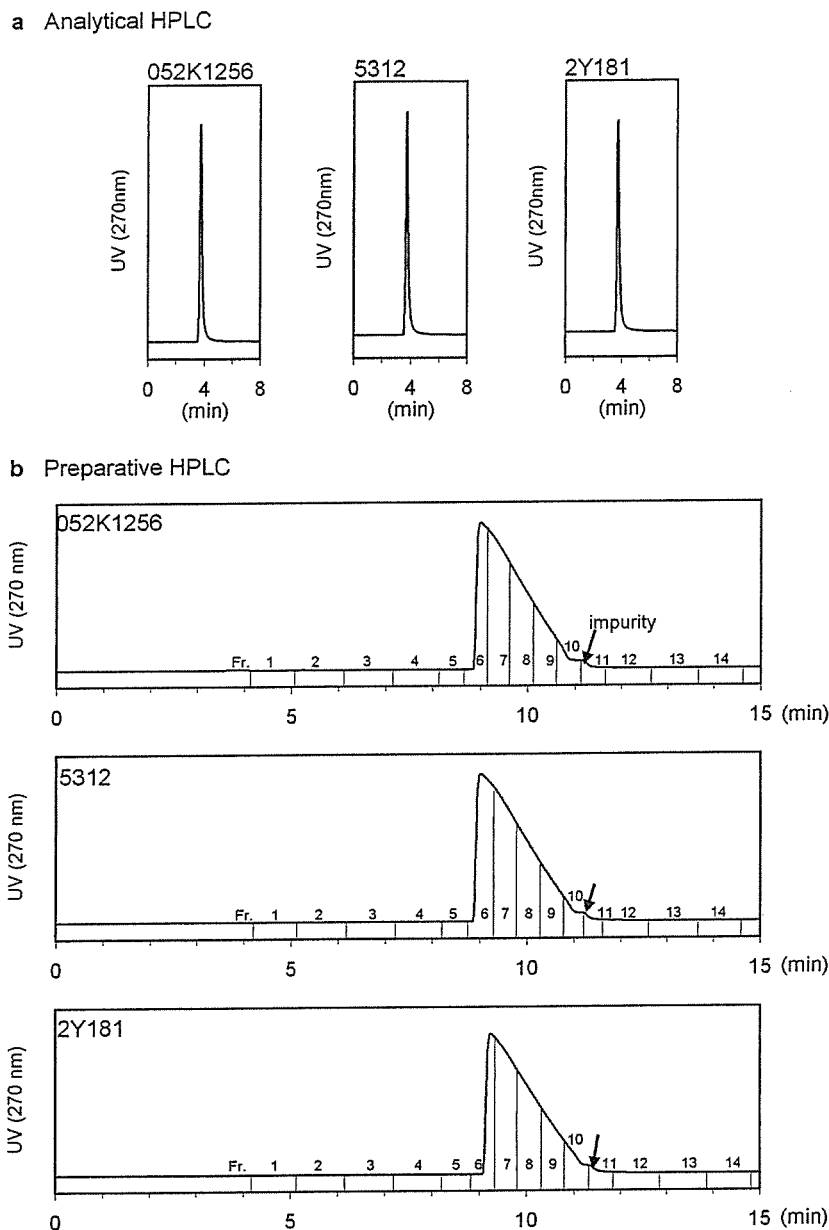 a Analytical HPLC
052K1256 5312 2Y181
UV (270nm) UV (270nm) UV (270nm)
0 4 8 0 4 8 0 4 8
(min) (min) (min)
b Preparative HPLC
052K1256
UV (270 nm)
impurity
Fr. 1 2 3 4 5 6 7 8 9 10 11 12 13 14
0 5 10 15 (min)
5312
UV (270 nm)
Fr. 1 2 3 4 5 6 7 8 9 10 11 12 13 14
0 5 10 15 (min)
2Y181
UV (270 nm)
Fr. 1 2 3 4 5 6 7 8 9 10 11 12 13 14
0 5 10 15 (min)